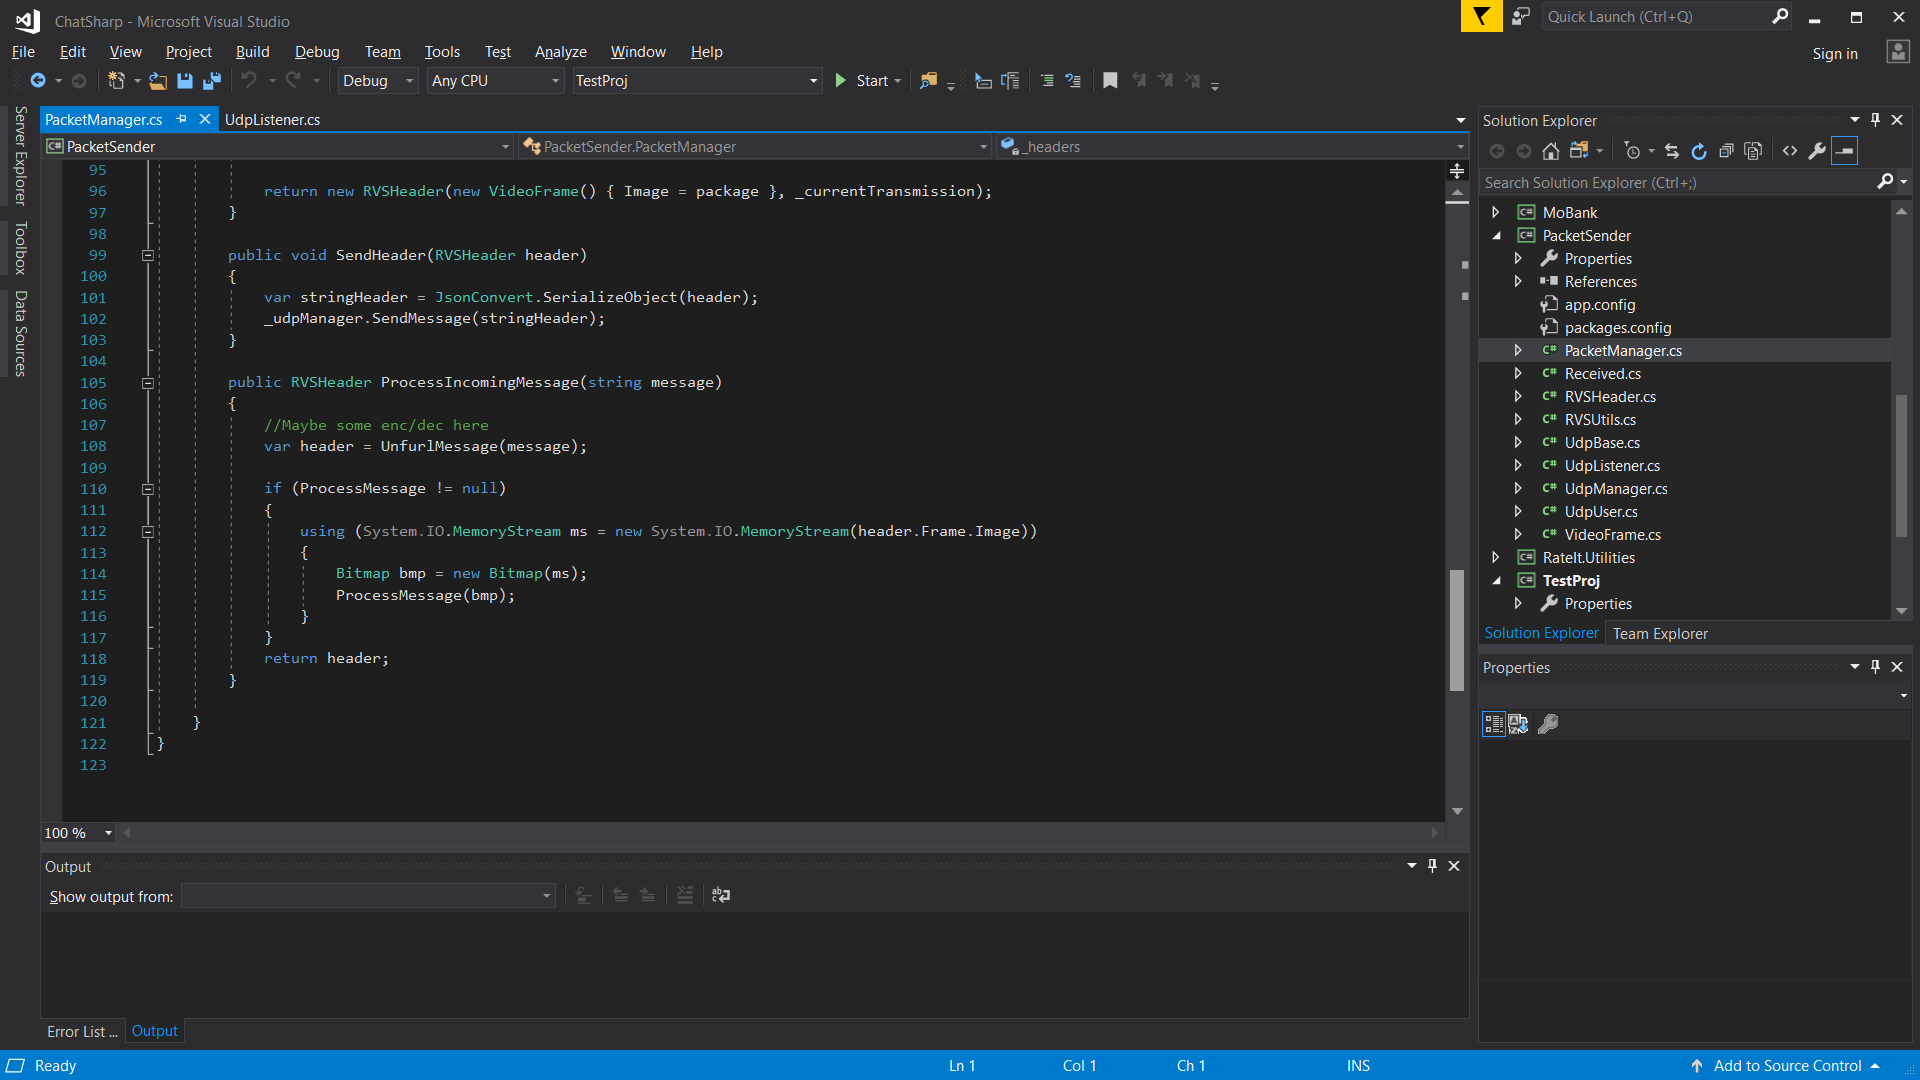 ChatSharp - Microsoft Visual Studio
Quick Launch (Ctrl+Q)
File Edit View Project Build Debug Team Tools Test Analyze Window Help
Sign in
Debug Any CPU TestProj Start
Server Explorer
Toolbox
Data Sources
PacketManager.cs UdpListener.cs
C# PacketSender PacketSender.PacketManager _headers
95
96 return new RVSHeader(new VideoFrame() { Image = package }, _currentTransmission);
97 }
98
99 public void SendHeader(RVSHeader header)
100 {
101 var stringHeader = JsonConvert.SerializeObject(header);
102 _udpManager.SendMessage(stringHeader);
103 }
104
105 public RVSHeader ProcessIncomingMessage(string message)
106 {
107 //Maybe some enc/dec here
108 var header = UnfurlMessage(message);
109
110 if (ProcessMessage != null)
111 {
112 using (System.IO.MemoryStream ms = new System.IO.MemoryStream(header.Frame.Image))
113 {
114 Bitmap bmp = new Bitmap(ms);
115 ProcessMessage(bmp);
116 }
117 }
118 return header;
119 }
120
121 }
122 }
123
100 %
Output
Show output from:
Error List ... Output
Solution Explorer
Search Solution Explorer (Ctrl+;)
C# MoBank
C# PacketSender
Properties
References
app.config
packages.config
C# PacketManager.cs
C# Received.cs
C# RVSHeader.cs
C# RVSUtils.cs
C# UdpBase.cs
C# UdpListener.cs
C# UdpManager.cs
C# UdpUser.cs
C# VideoFrame.cs
C# RateIt.Utilities
C# TestProj
Properties
Solution Explorer Team Explorer
Properties
Ready Ln 1 Col 1 Ch 1 INS Add to Source Control